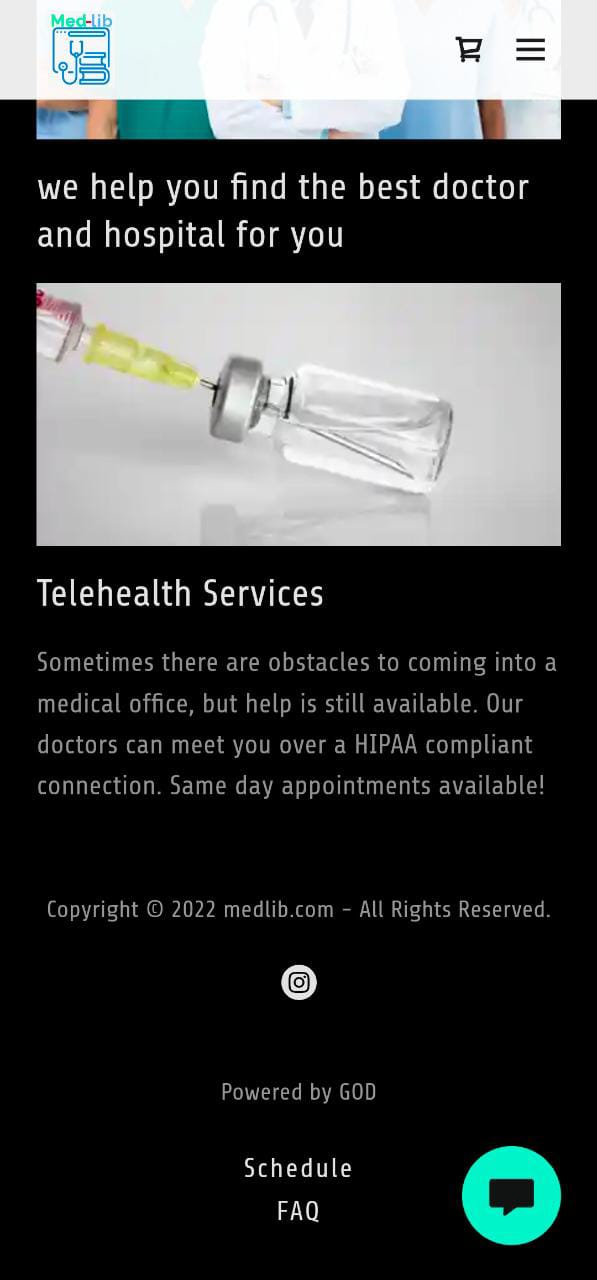 Med-lib
we help you find the best doctor
and hospital for you
Telehealth Services
Sometimes there are obstacles to coming into a
medical office, but help is still available. Our
doctors can meet you over a HIPAA compliant
connection. Same day appointments available!
Copyright © 2022 medlib.com - All Rights Reserved.
Powered by GOD
Schedule
FAQ